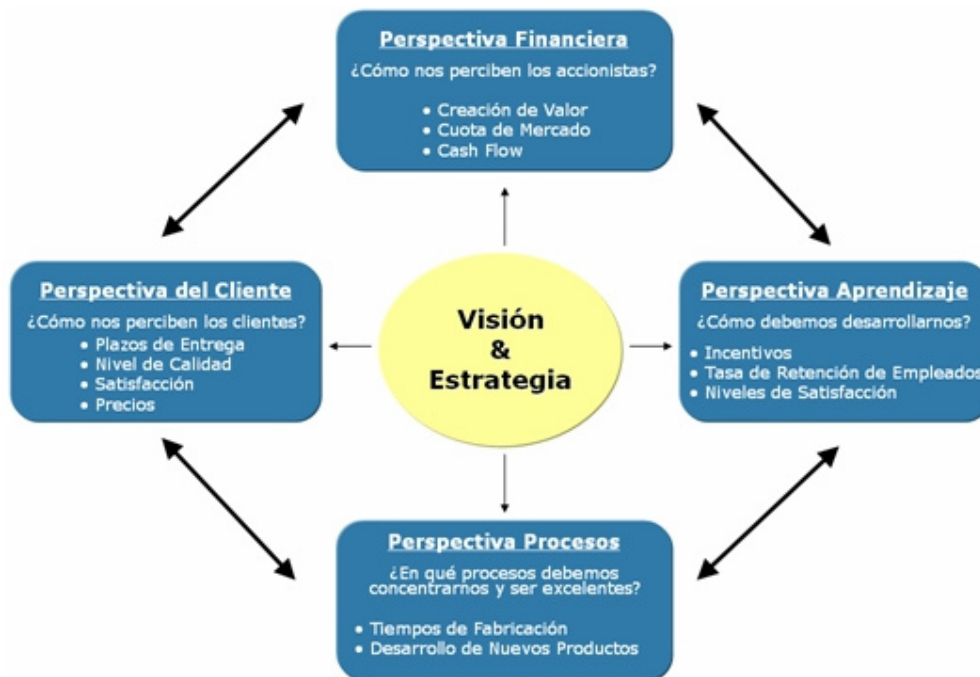 Perspectiva Financiera
¿Cómo nos perciben los accionistas?
• Creación de Valor
• Cuota de Mercado
• Cash Flow
Perspectiva del Cliente
¿Cómo nos perciben los clientes?
• Plazos de Entrega
• Nivel de Calidad
• Satisfacción
• Precios
Visión
&
Estrategia
Perspectiva Aprendizaje
¿Cómo debemos desarrollarnos?
• Incentivos
• Tasa de Retención de Empleados
• Niveles de Satisfacción
Perspectiva Procesos
¿En qué procesos debemos
concentrarnos y ser excelentes?
• Tiempos de Fabricación
• Desarrollo de Nuevos Productos